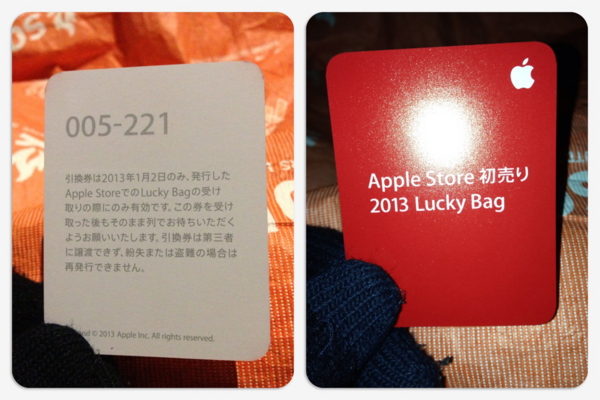 005-221
引換券は2013年1月2日のみ、発行した
Apple StoreでのLucky Bagの受け
取りの際にのみ有効です。この券を受け
取った後もそのまま列でお待ちいただく
ようお願いいたします。引換券は第三者
に譲渡できず、紛失または盗難の場合は
再発行できません。
© 2013 Apple Inc. All rights reserved.
Apple Store 初売り
2013 Lucky Bag